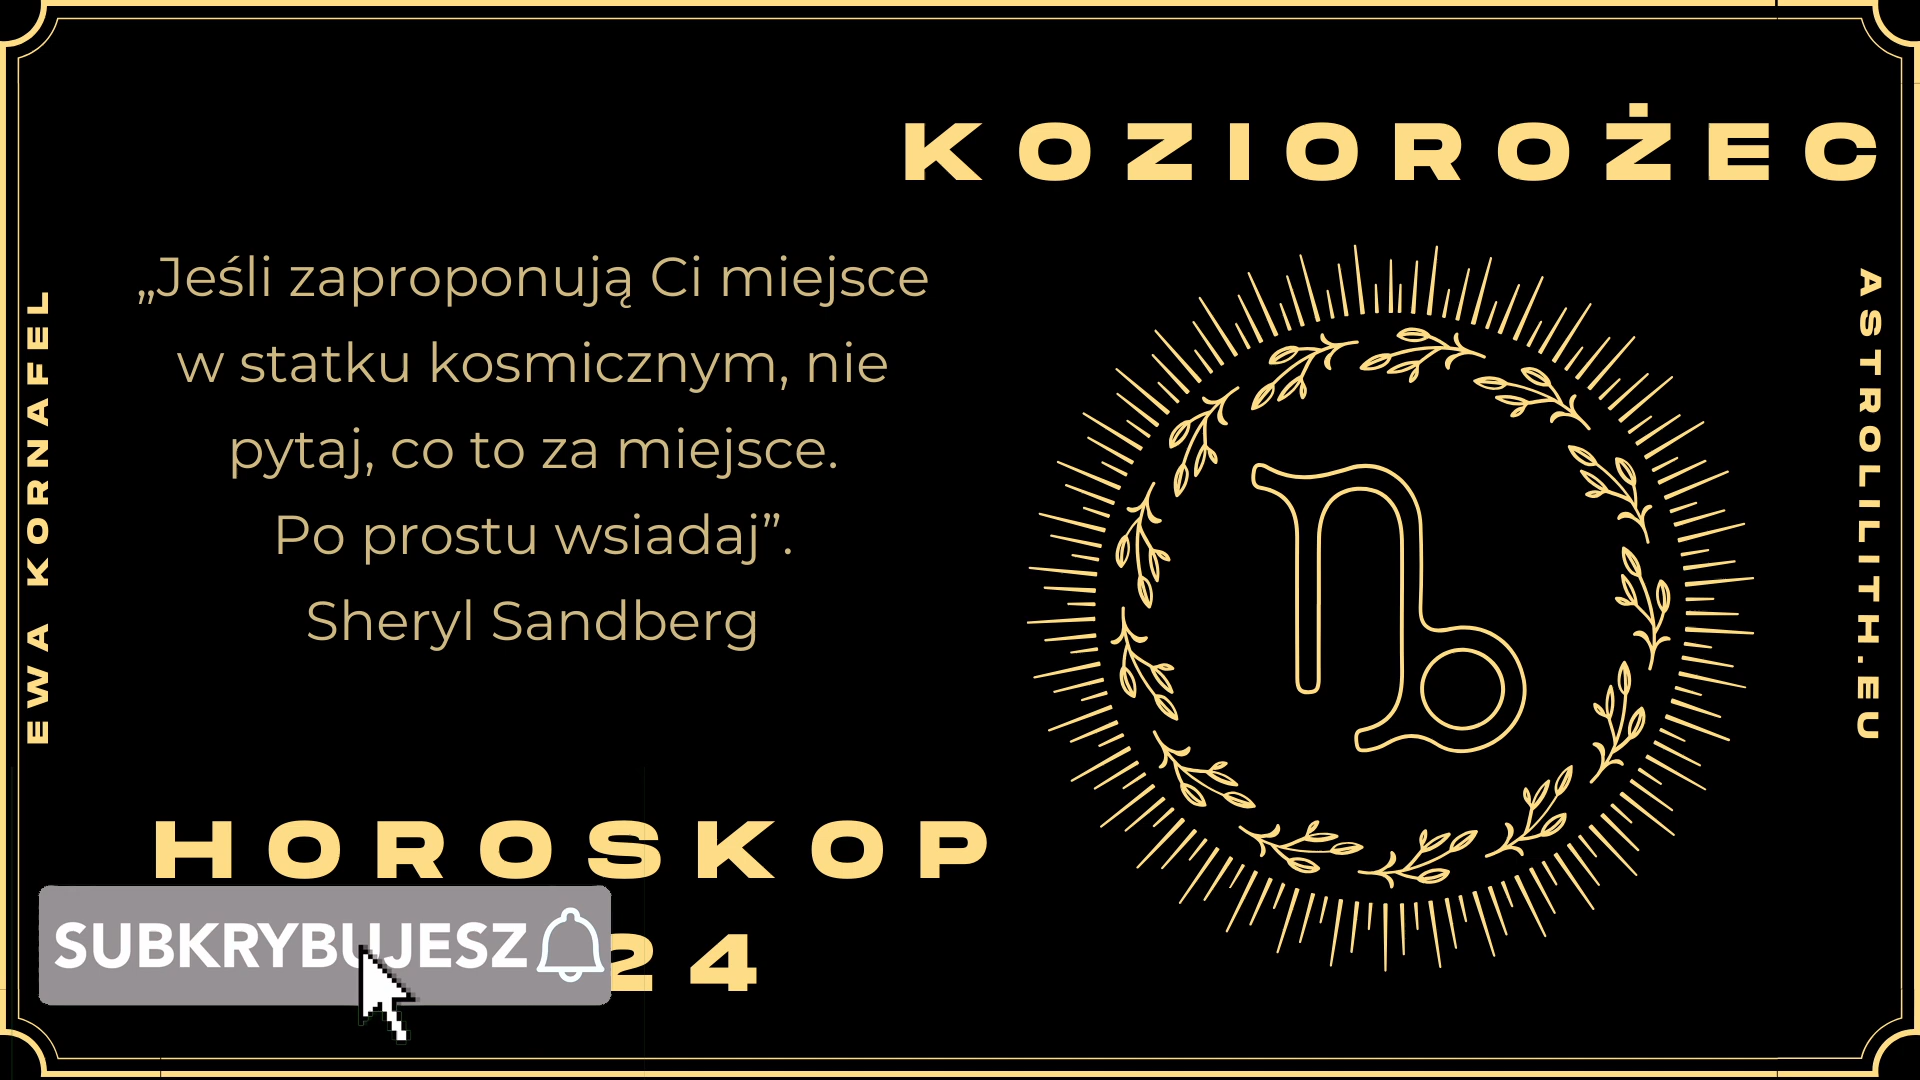 KOZIOROŻEC
„Jeśli zaproponują Ci miejsce
w statku kosmicznym, nie
pytaj, co to za miejsce.
Po prostu wsiadaj”.
Sheryl Sandberg
EWA KORNAFEL
ASTROLILITH.EU
HOROSKOP
24
SUBKRYBUJESZ